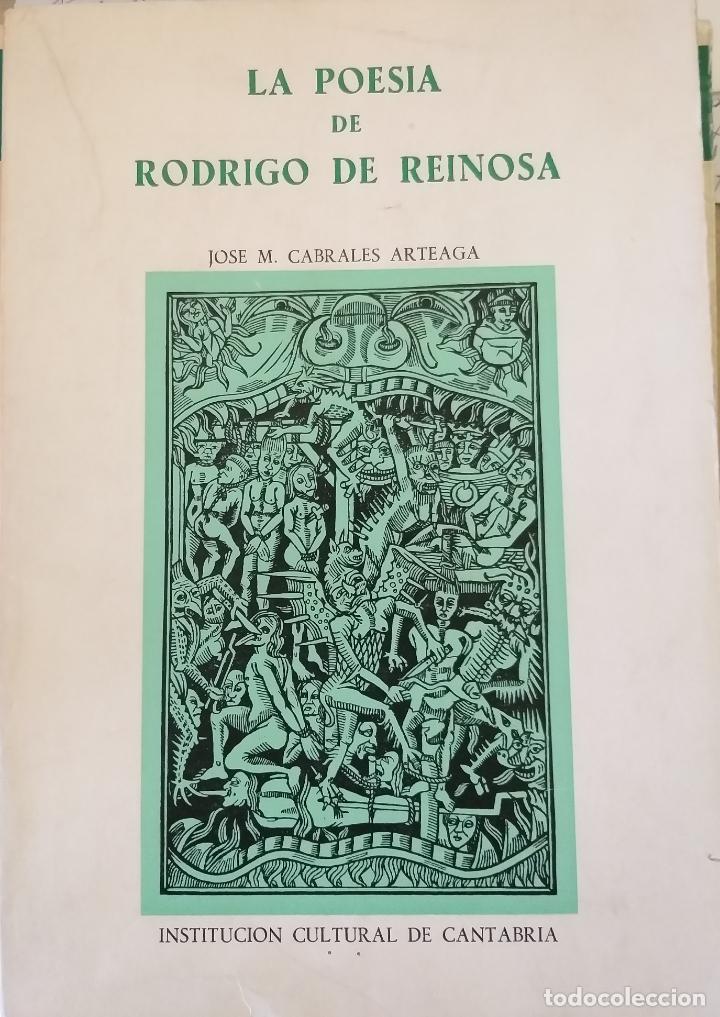 LA POESIA
DE
RODRIGO DE REINOSA
JOSE M. CABRALES ARTEAGA
INSTITUCION CULTURAL DE CANTABRIA
todocoleccion